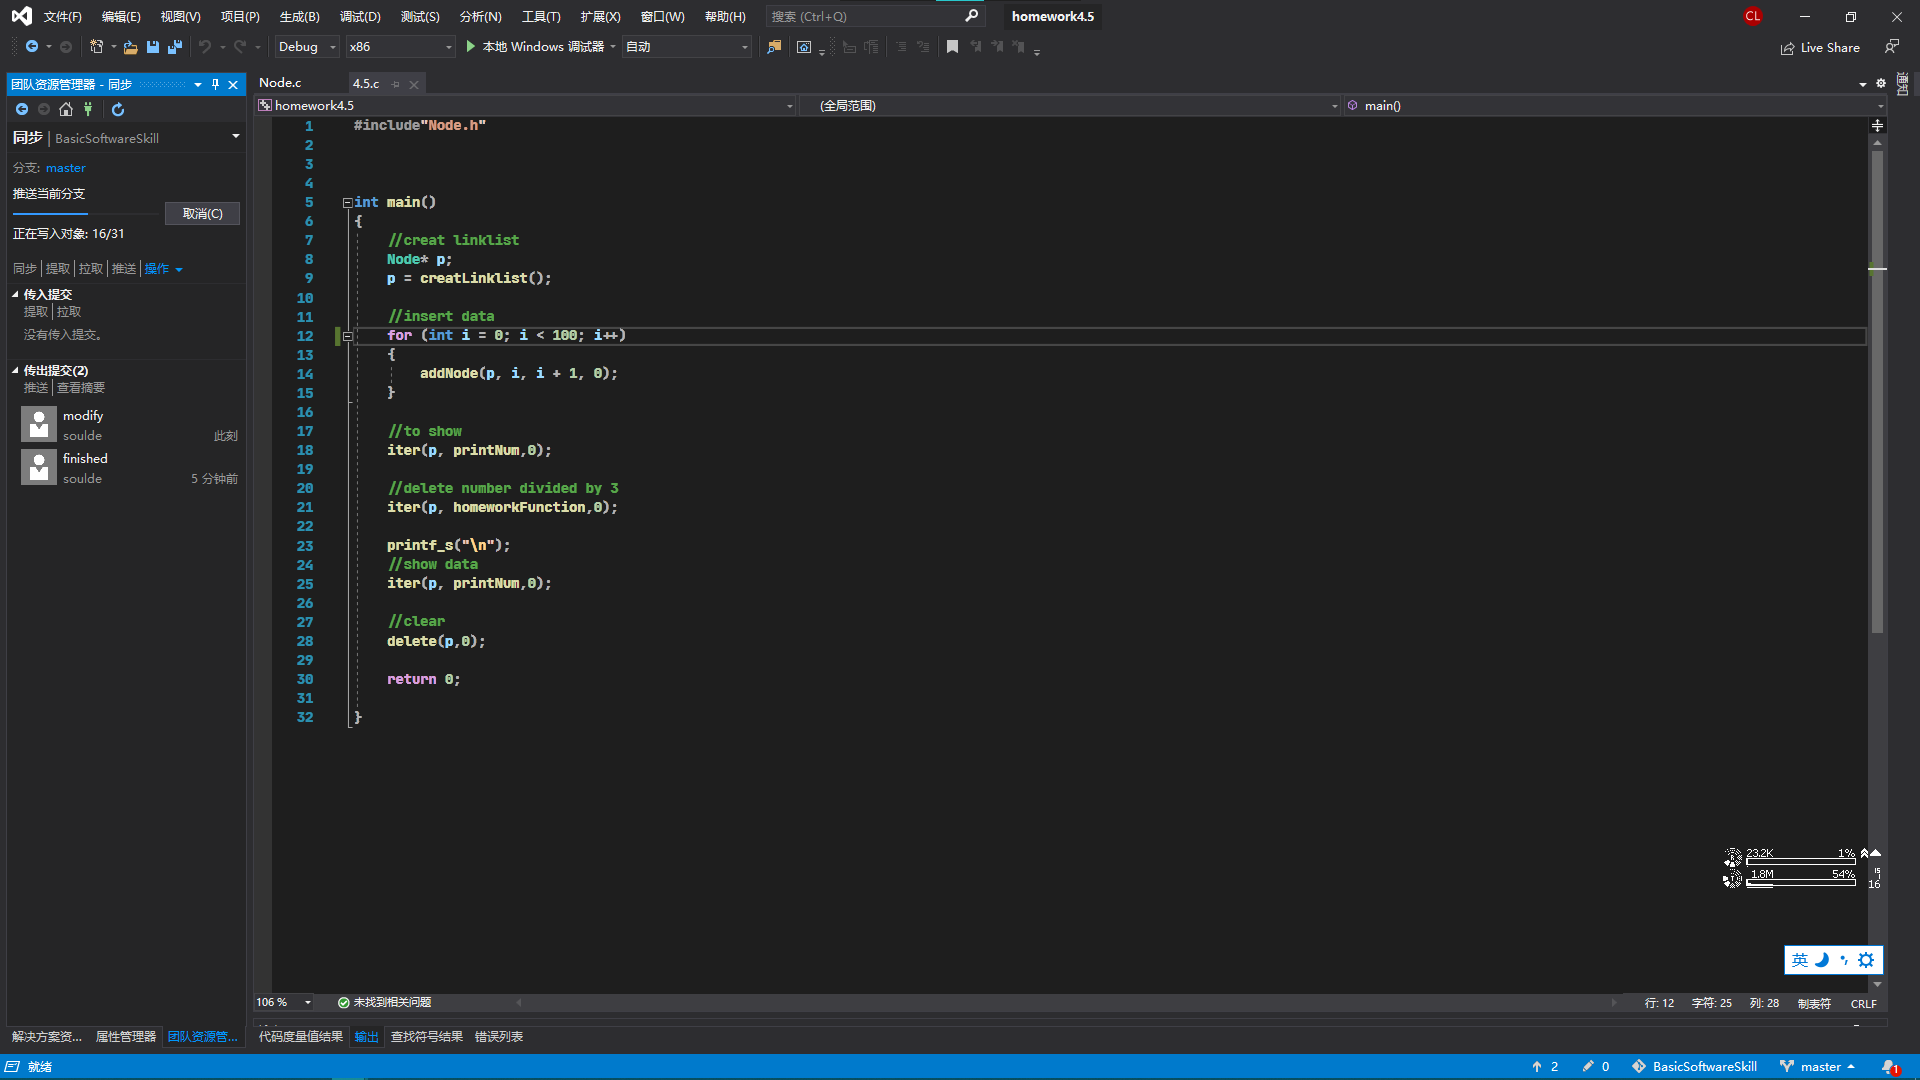 文件(F) 编辑(E) 视图(V) 项目(P) 生成(B) 调试(D) 测试(S) 分析(N) 工具(T) 扩展(X) 窗口(W) 帮助(H) 搜索 (Ctrl+Q) homework4.5 CL
Debug x86 本地 Windows 调试器 自动 Live Share
团队资源管理器 - 同步
同步 | BasicSoftwareSkill
分支: master
推送当前分支
取消(C)
正在写入对象: 16/31
同步 | 提取 | 拉取 | 推送 | 操作
传入提交
提取 | 拉取
没有传入提交。
传出提交(2)
推送 | 查看摘要
modify
soulde 此刻
finished
soulde 5 分钟前
Node.c 4.5.c
homework4.5 (全局范围) main()
1 #include"Node.h"
2
3
4
5 int main()
6 {
7 //creat linklist
8 Node* p;
9 p = creatLinklist();
10
11 //insert data
12 for (int i = 0; i < 100; i++)
13 {
14 addNode(p, i, i + 1, 0);
15 }
16
17 //to show
18 iter(p, printNum,0);
19
20 //delete number divided by 3
21 iter(p, homeworkFunction,0);
22
23 printf_s("\n");
24 //show data
25 iter(p, printNum,0);
26
27 //clear
28 delete(p,0);
29
30 return 0;
31
32 }
23.2K 1%
1.8M 54%
16
英
106 % 未找到相关问题 行: 12 字符: 25 列: 28 制表符 CRLF
解决方案资... 属性管理器 团队资源管... 代码度量值结果 输出 查找符号结果 错误列表
就绪 2 0 BasicSoftwareSkill master 1